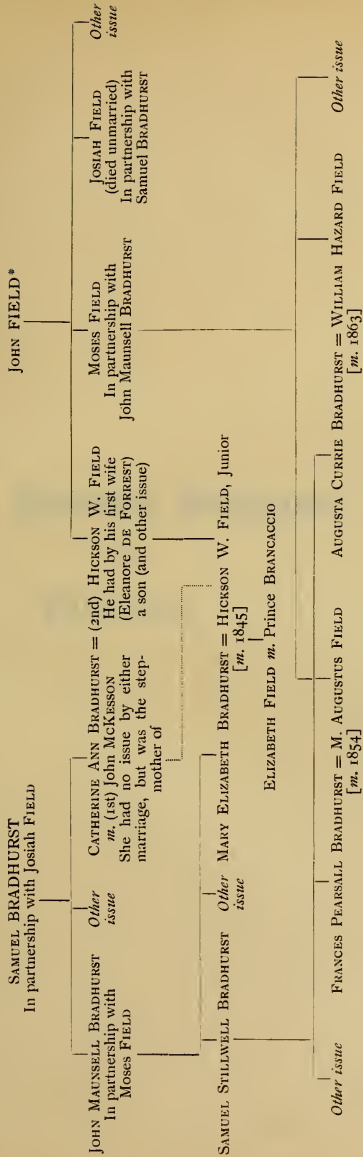 SAMUEL BRADHURST
In partnership with Josiah FIELD
JOHN FIELD*
JOHN MAUNSELL BRADHURST
In partnership with
Moses FIELD
Other
issue
CATHERINE ANN BRADHURST = (2nd) HICKSON W. FIELD
m. (1st) John McKESSON
She had no issue by either
marriage, but was the step-
mother of
He had by his first wife
(Eleanore DE FORREST)
a son (and other issue)
MOSES FIELD
In partnership with
John Maunsell BRADHURST
JOSIAH FIELD
(died unmarried)
In partnership with
Samuel BRADHURST
Other
issue
SAMUEL STILLWELL BRADHURST
Other
issue
MARY ELIZABETH BRADHURST = HICKSON W. FIELD, Junior
[m. 1845]
ELIZABETH FIELD m. Prince BRANCACCIO
Other issue
FRANCES PEARSALL BRADHURST = M. AUGUSTUS FIELD
[m. 1854]
AUGUSTA CURRIE BRADHURST = WILLIAM HAZARD FIELD
[m. 1863]
Other issue